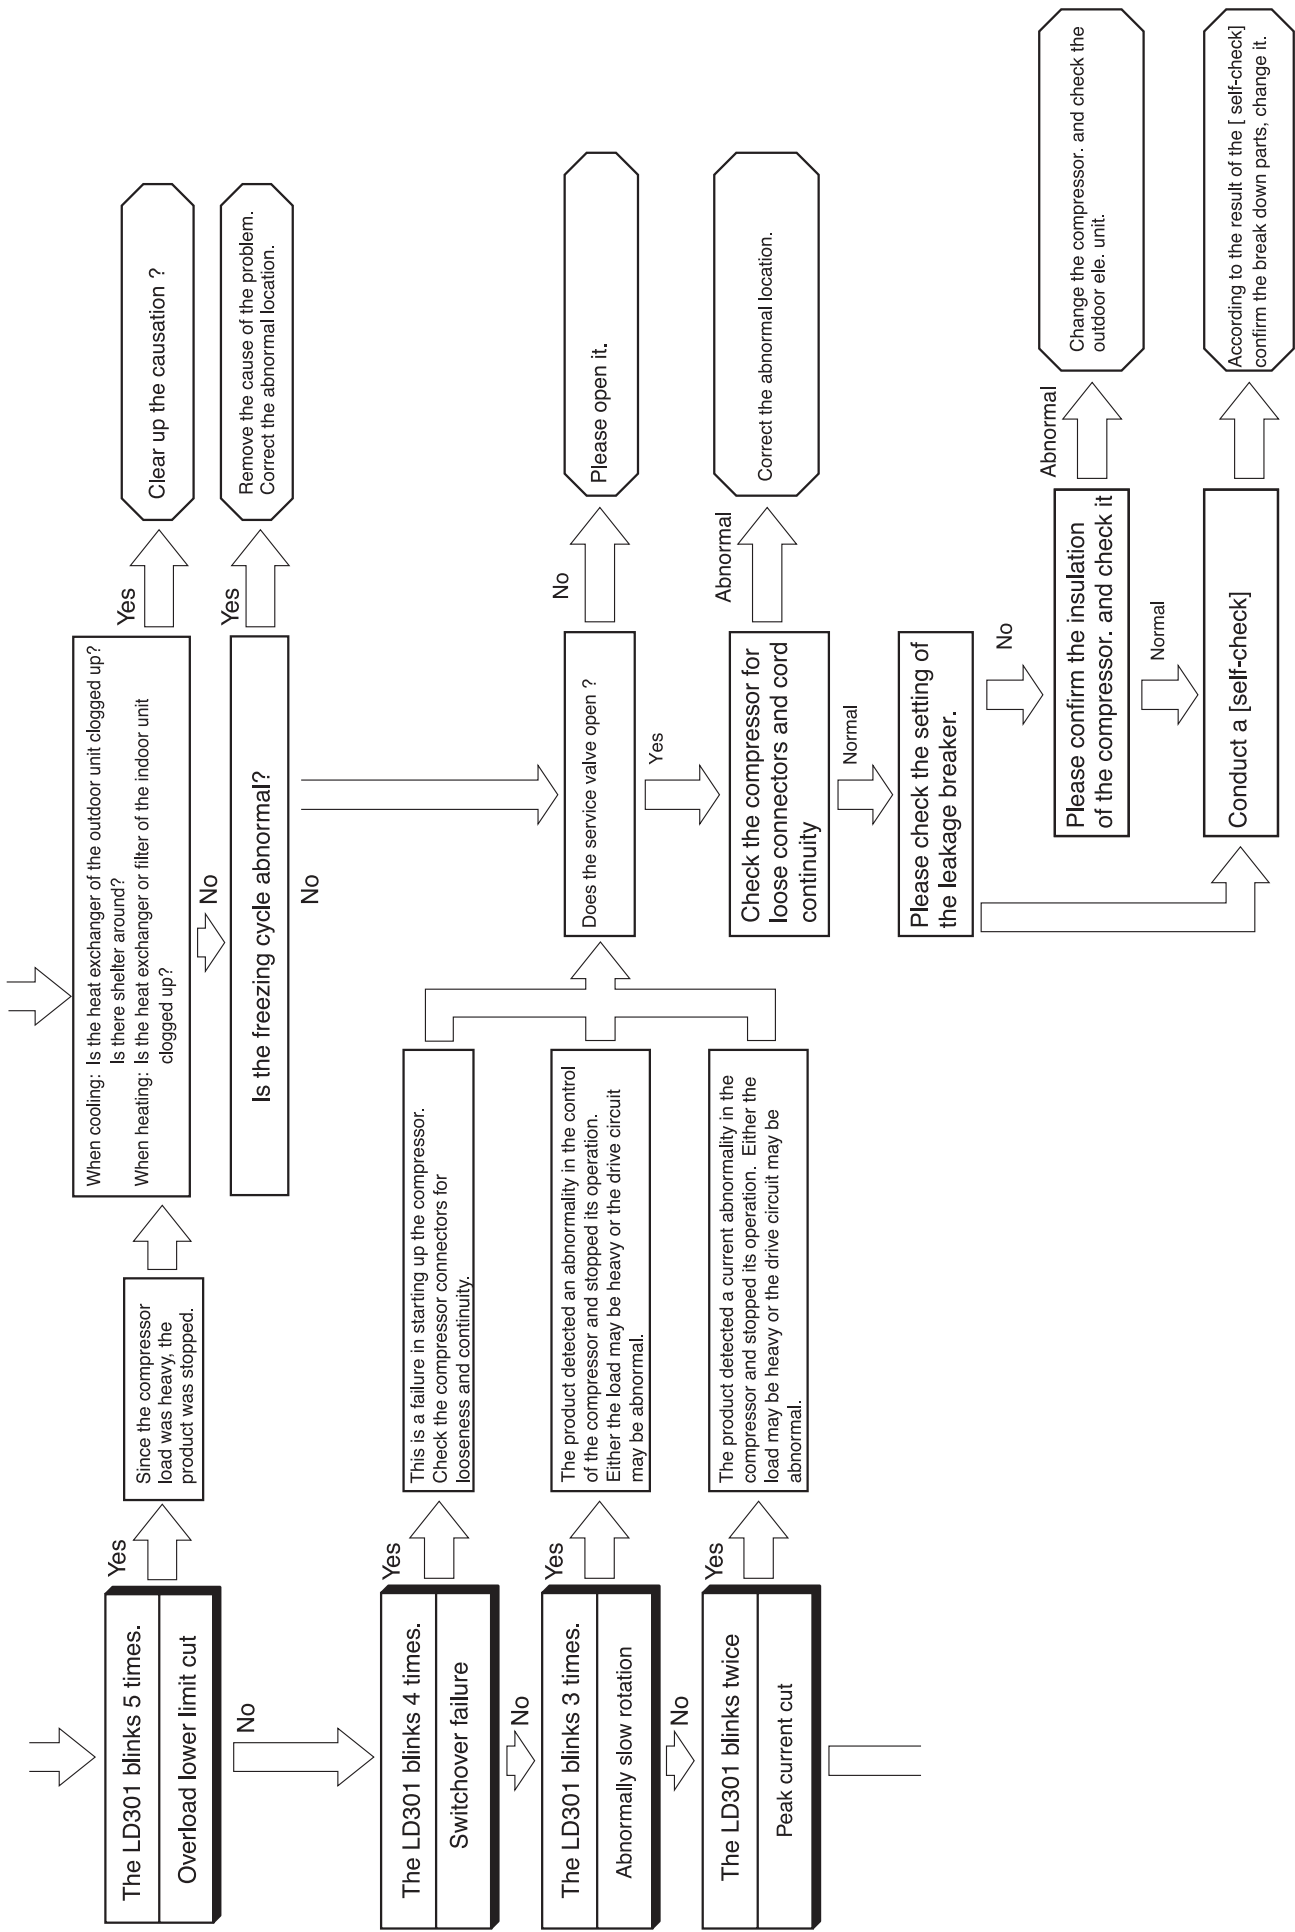 The LD301 blinks 5 times.
Overload lower limit cut
Yes
Since the compressor
load was heavy, the
product was stopped.
When cooling: Is the heat exchanger of the outdoor unit clogged up?
Is there shelter around?
When heating: Is the heat exchanger or filter of the indoor unit
clogged up?
Yes
Clear up the causation ?
No
Is the freezing cycle abnormal?
Yes
Remove the cause of the problem.
Correct the abnormal location.
No
No
The LD301 blinks 4 times.
Switchover failure
Yes
This is a failure in starting up the compressor.
Check the compressor connectors for
looseness and continuity.
No
The LD301 blinks 3 times.
Abnormally slow rotation
Yes
The product detected an abnormality in the control
of the compressor and stopped its operation.
Either the load may be heavy or the drive circuit
may be abnormal.
No
The LD301 blinks twice
Peak current cut
Yes
The product detected a current abnormality in the
compressor and stopped its operation. Either the
load may be heavy or the drive circuit may be
abnormal.
Does the service valve open ?
No
Please open it.
Yes
Check the compressor for
loose connectors and cord
continuity
Abnormal
Correct the abnormal location.
Normal
Please check the setting of
the leakage breaker.
No
Please confirm the insulation
of the compressor. and check it
Abnormal
Change the compressor. and check the
outdoor ele. unit.
Normal
Conduct a [self-check]
According to the result of the [ self-check]
confirm the break down parts, change it.